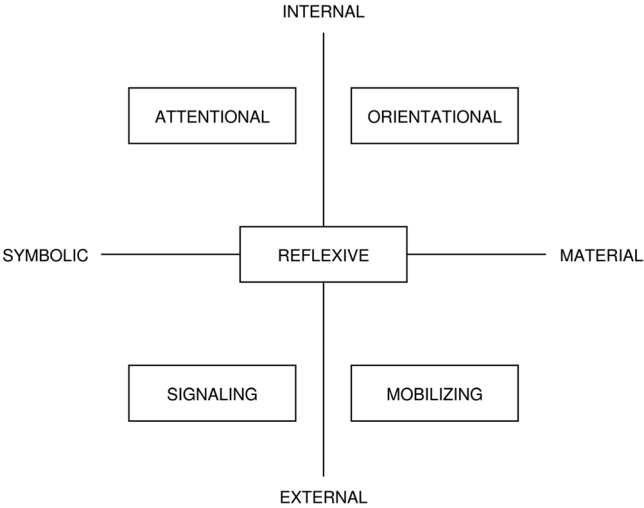 INTERNAL
ATTENTIONAL
ORIENTATIONAL
SYMBOLIC
REFLEXIVE
MATERIAL
SIGNALING
MOBILIZING
EXTERNAL